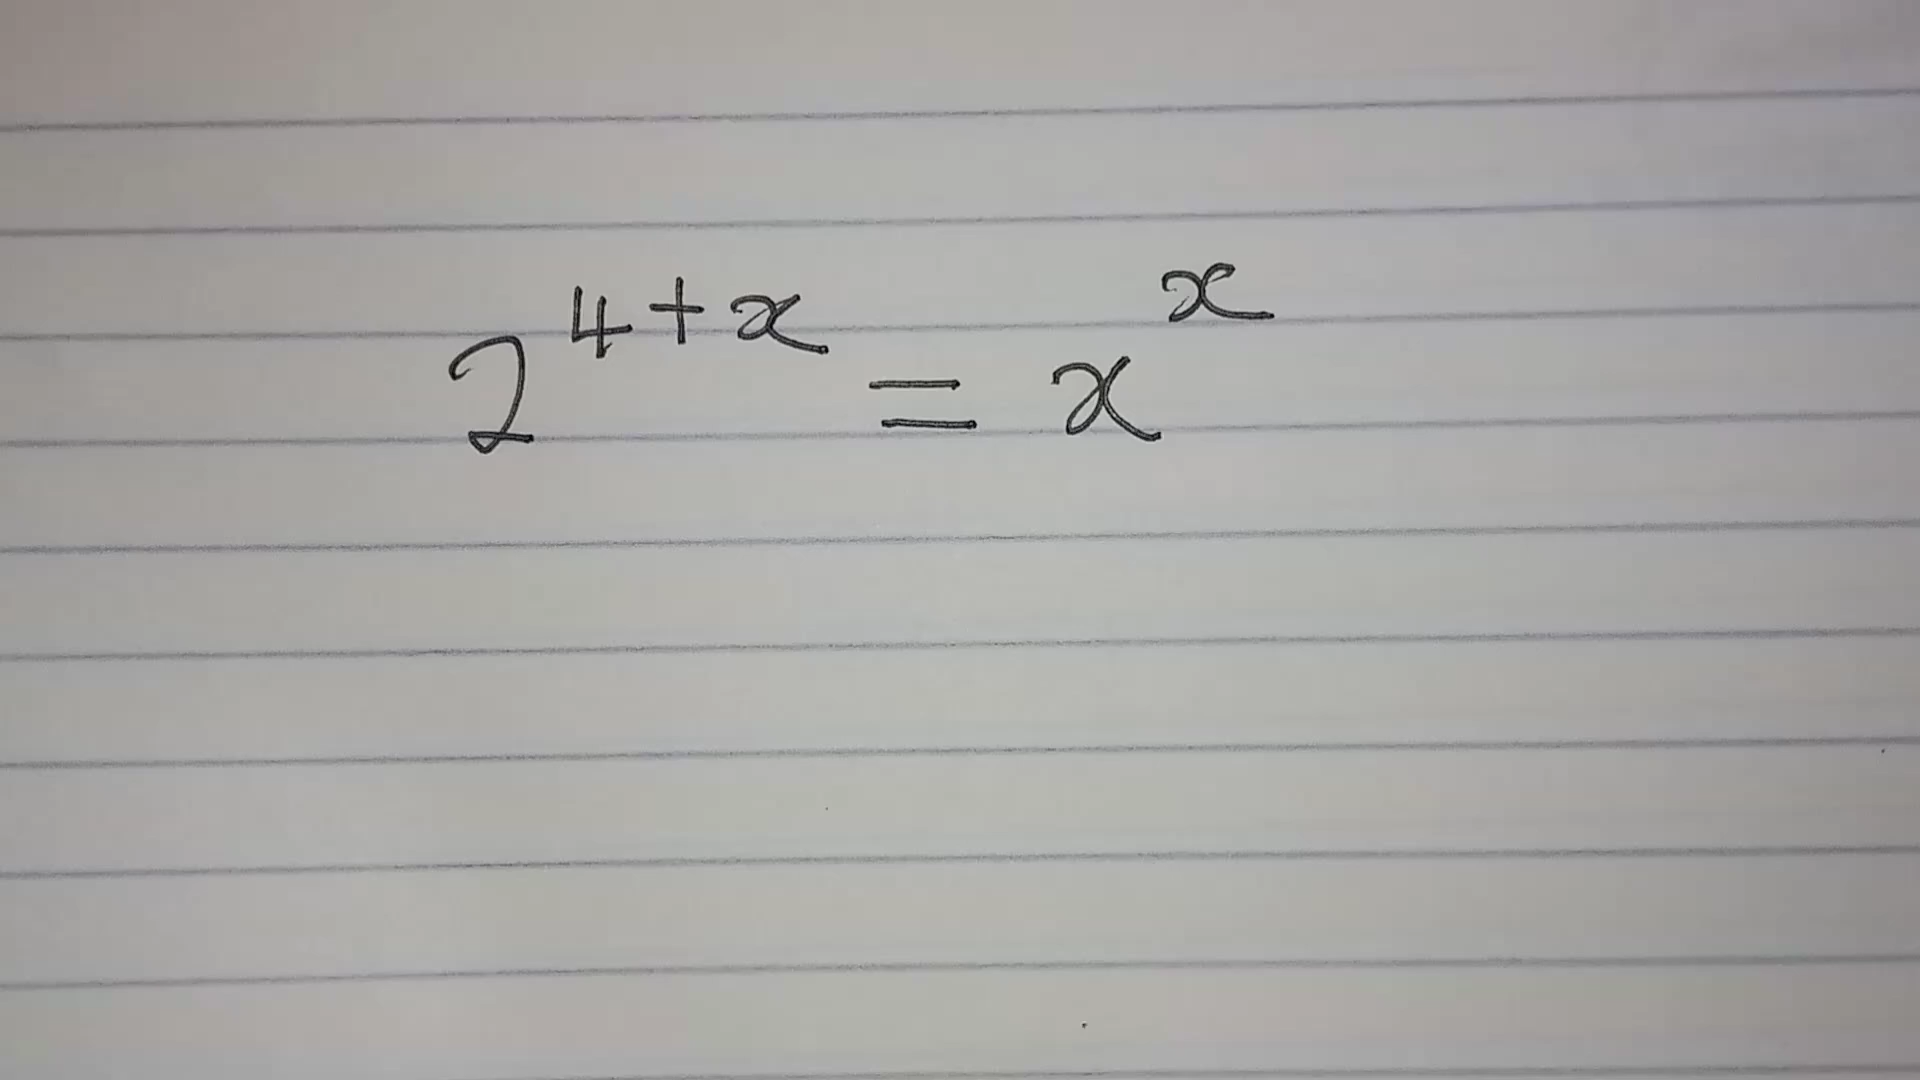 2^{4+x} = x^x